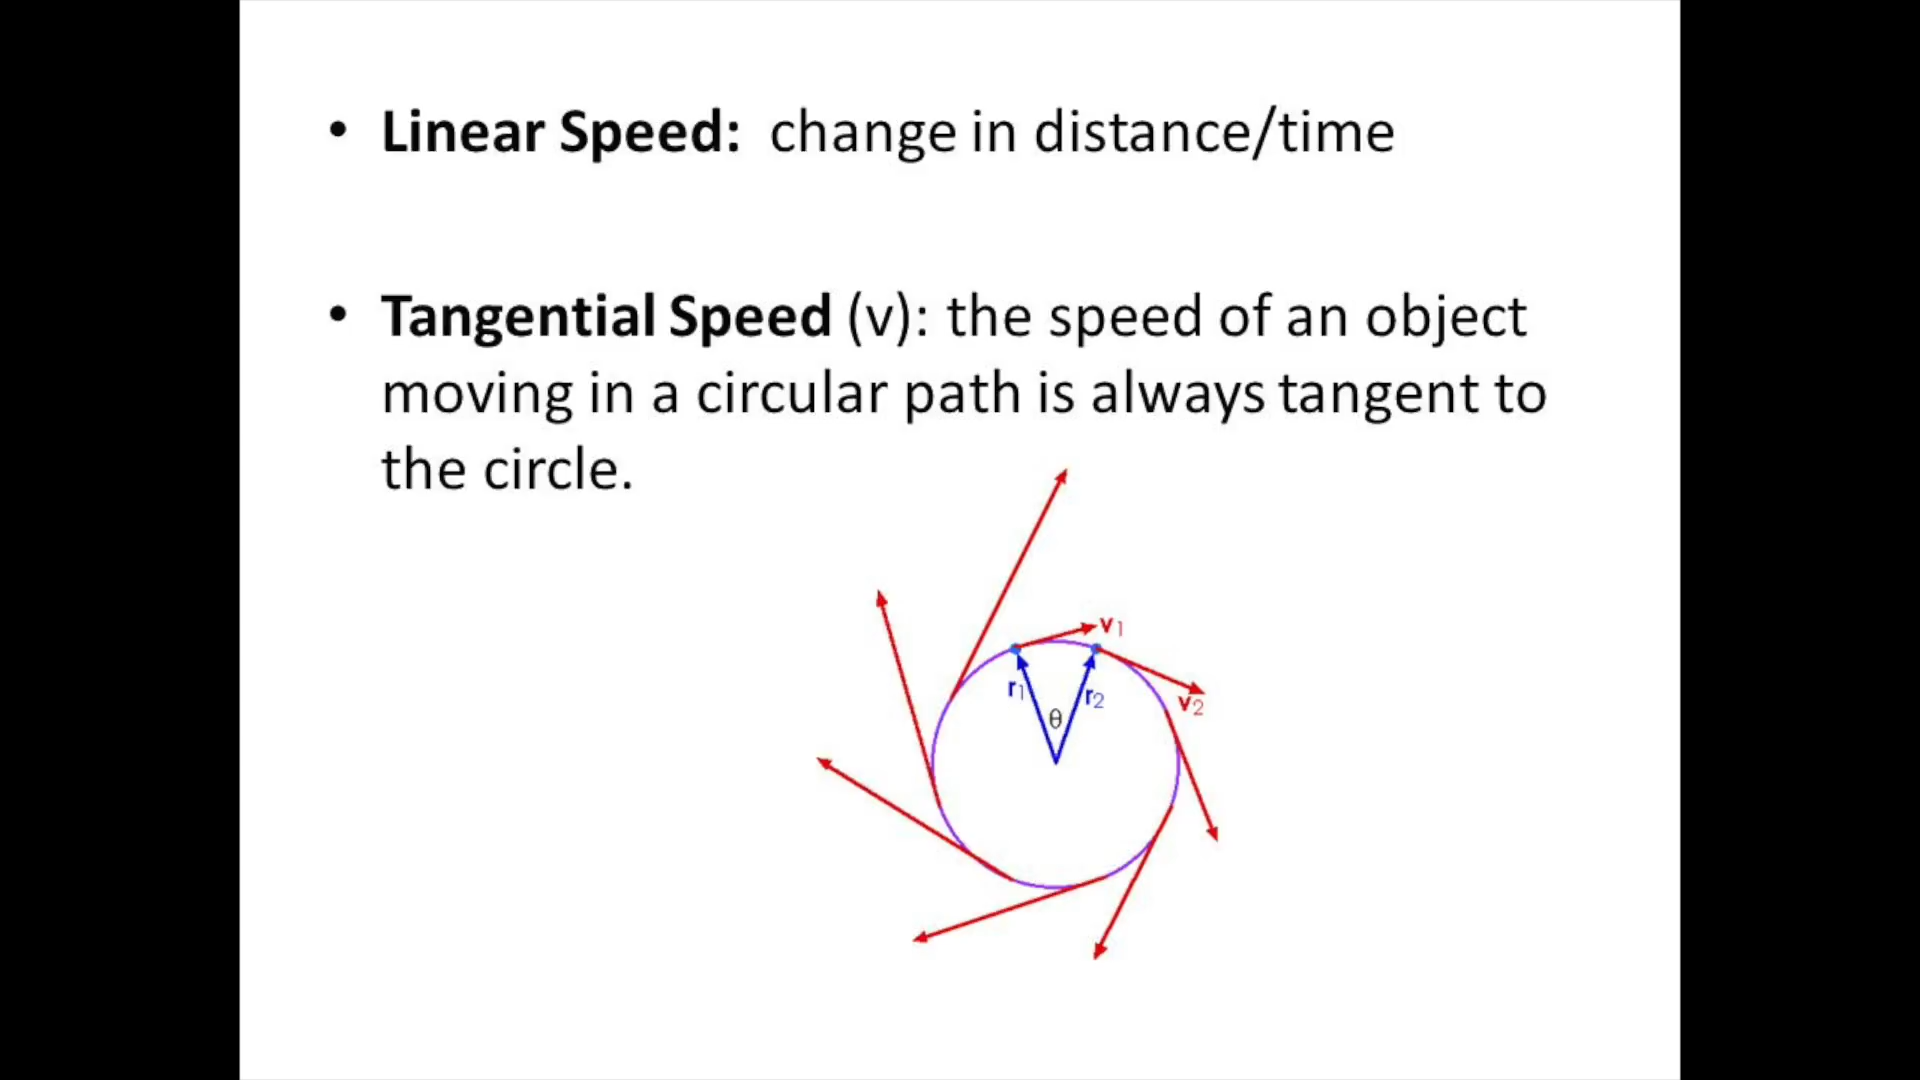 • Linear Speed: change in distance/time
• Tangential Speed (v): the speed of an object
moving in a circular path is always tangent to
the circle.
v1
r1
r2
v2
θ